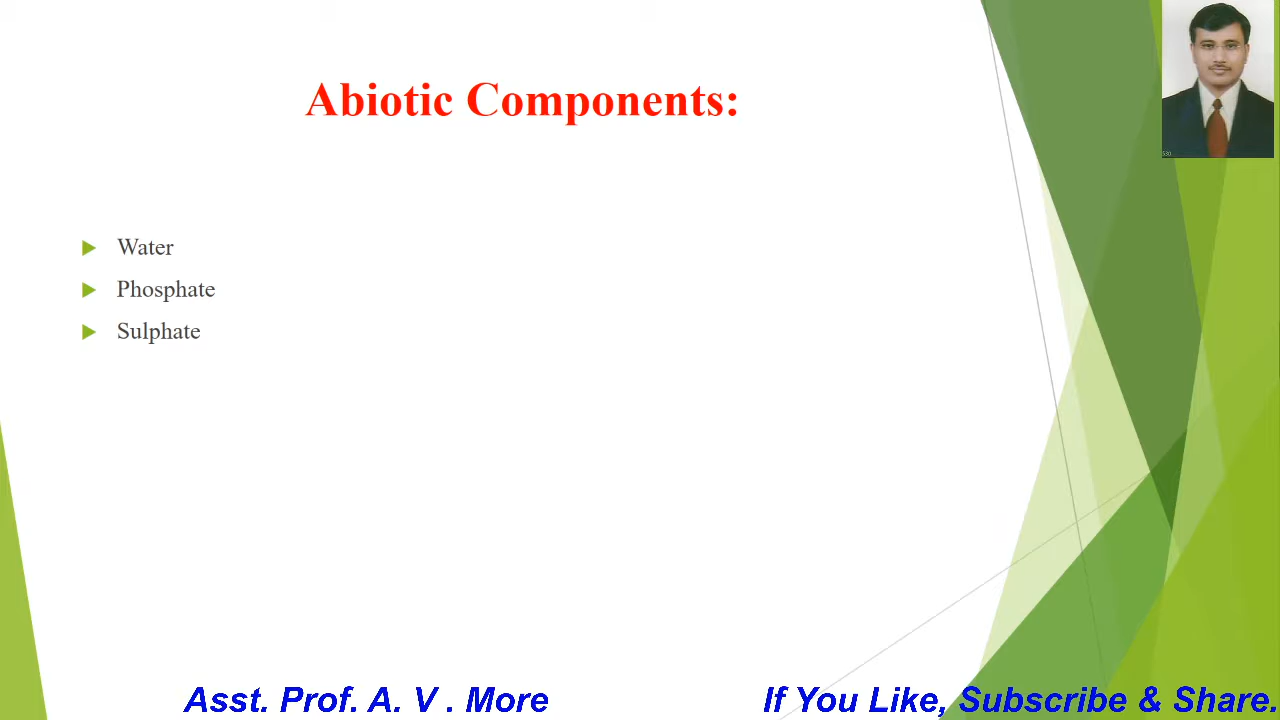 Abiotic Components:
Water
Phosphate
Sulphate
Asst. Prof. A. V . More
If You Like, Subscribe & Share.